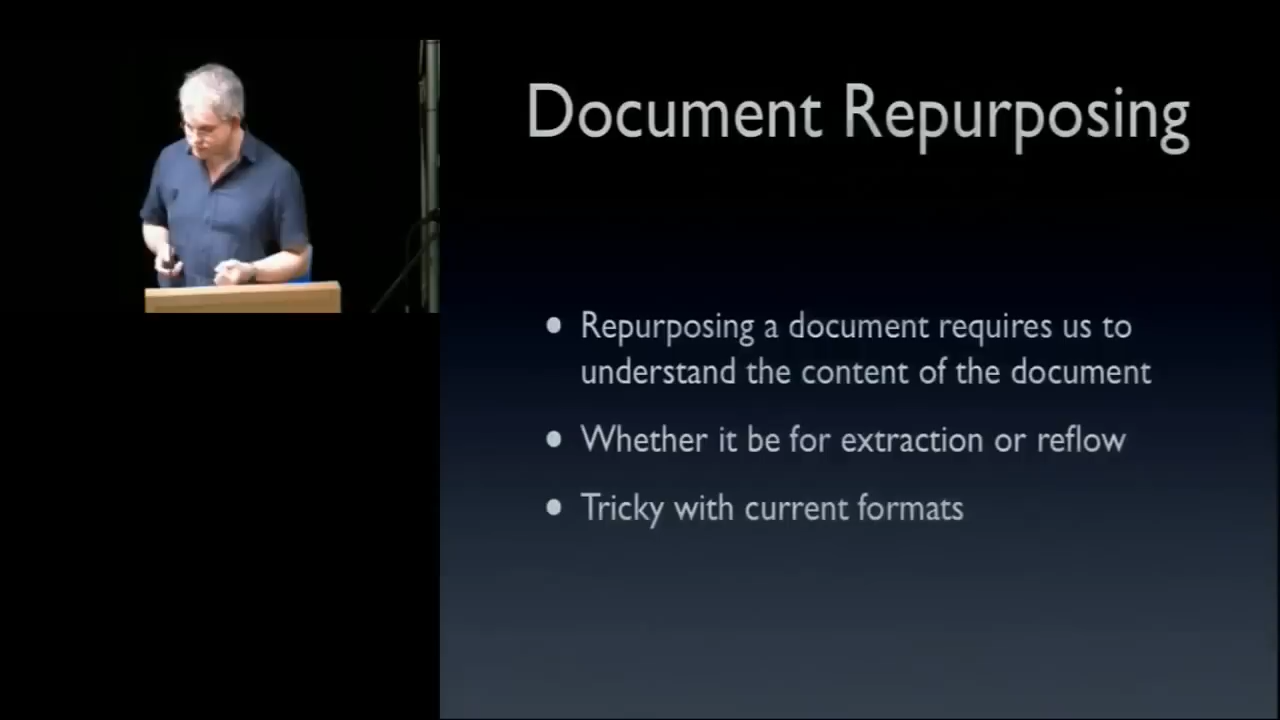 Document Repurposing
• Repurposing a document requires us to
understand the content of the document
• Whether it be for extraction or reflow
• Tricky with current formats